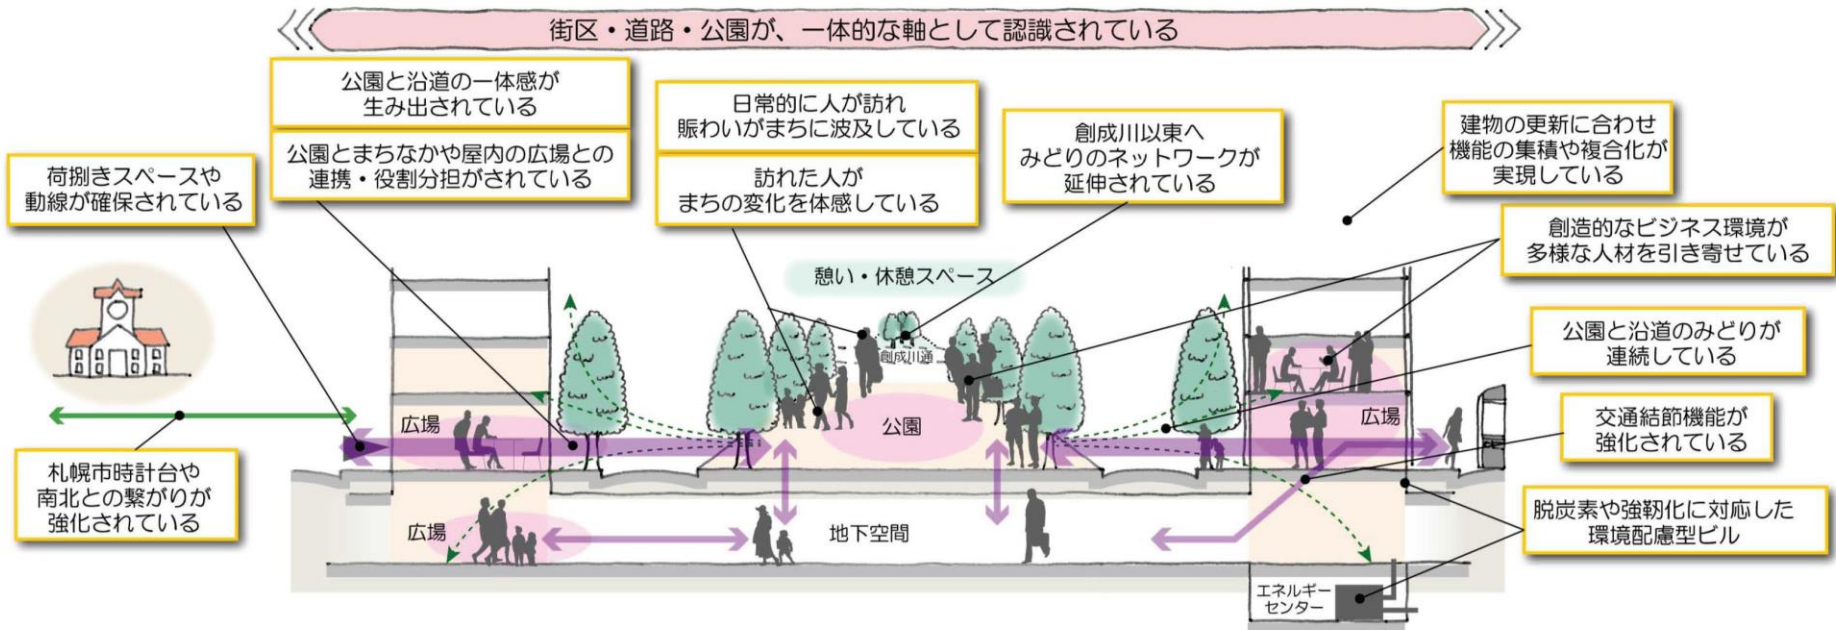 街区・道路・公園が、一体的な軸として認識されている
公園と沿道の一体感が
生み出されている
公園とまちなかや屋内の広場との
連携・役割分担がされている
日常的に人が訪れ
賑わいがまちに波及している
訪れた人が
まちの変化を体感している
創成川以東へ
みどりのネットワークが
延伸されている
建物の更新に合わせ
機能の集積や複合化が
実現している
荷捌きスペースや
動線が確保されている
創造的なビジネス環境が
多様な人材を引き寄せている
憩い・休憩スペース
創成川通
公園と沿道のみどりが
連続している
広場
公園
広場
交通結節機能が
強化されている
札幌市時計台や
南北との繋がりが
強化されている
広場
地下空間
脱炭素や強靭化に対応した
環境配慮型ビル
エネルギー
センター